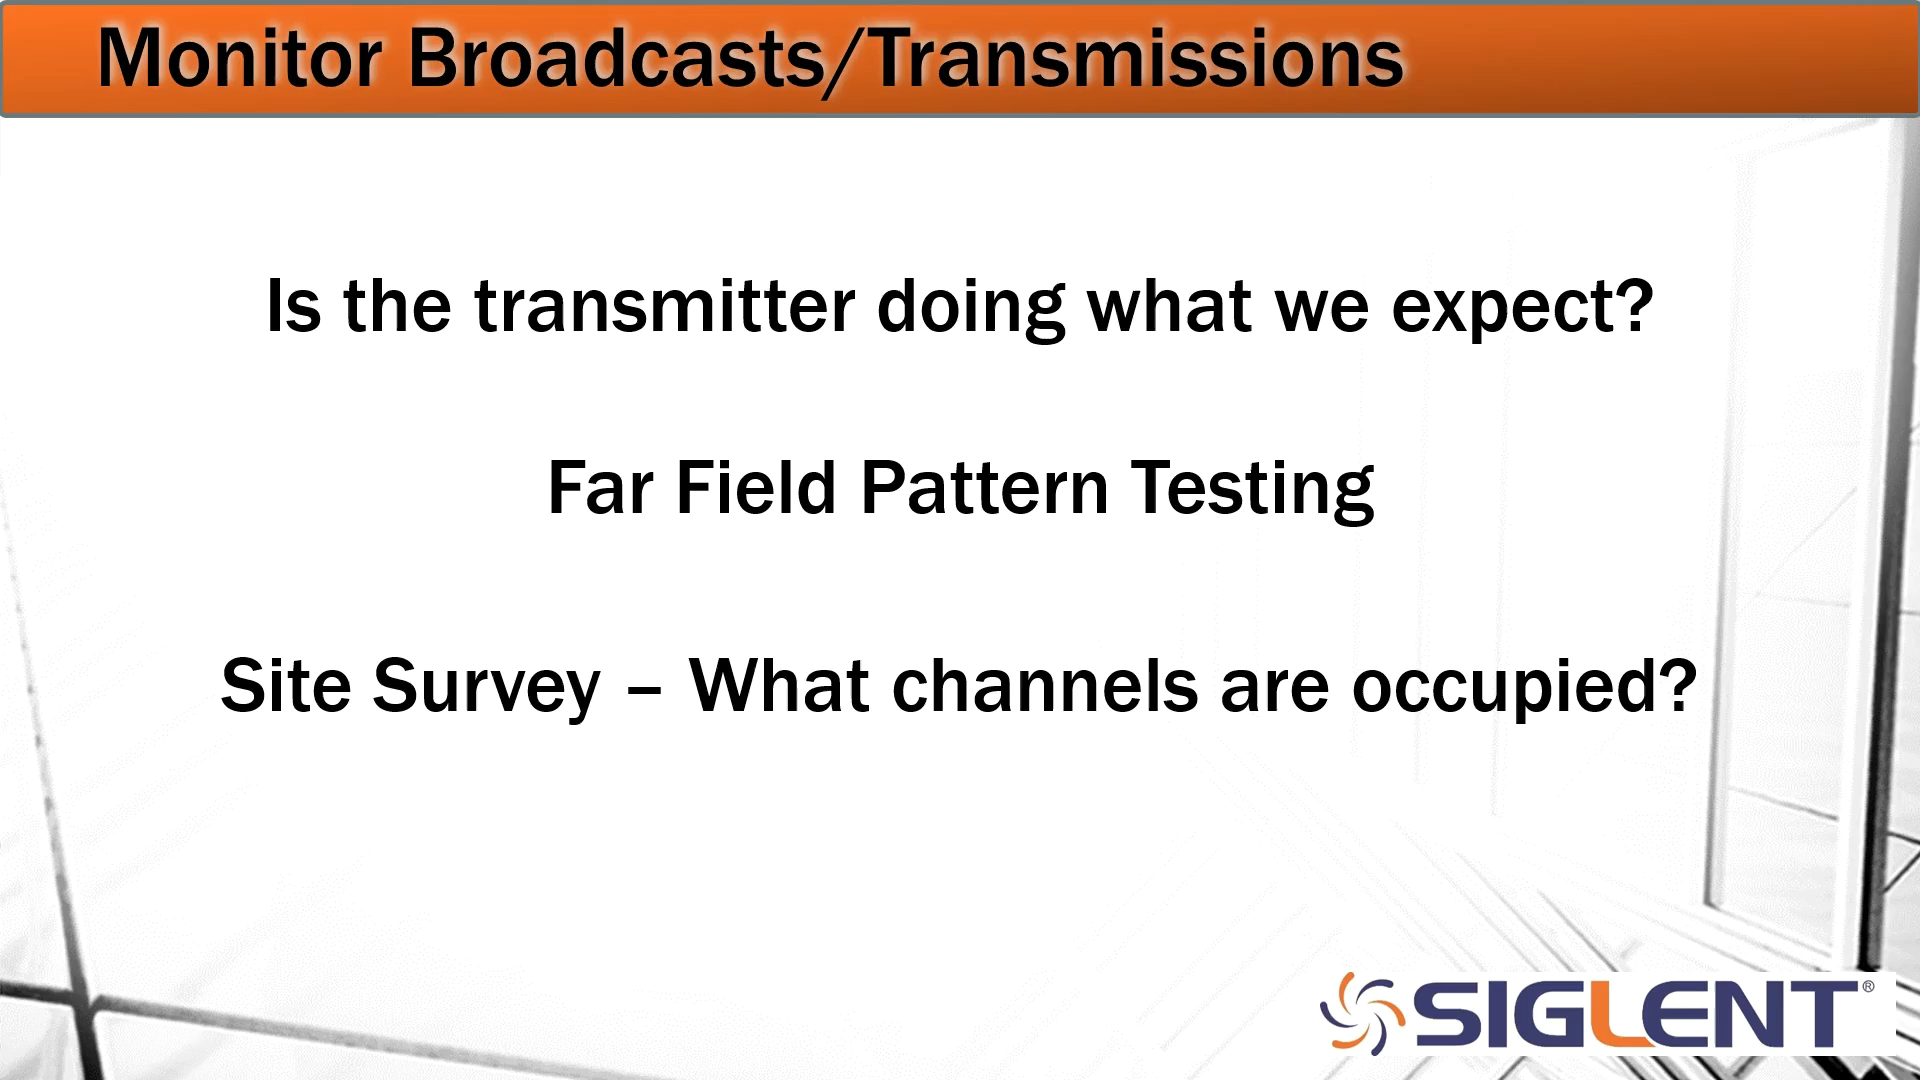 Monitor Broadcasts/Transmissions
Is the transmitter doing what we expect?
Far Field Pattern Testing
Site Survey – What channels are occupied?
SIGLENT®